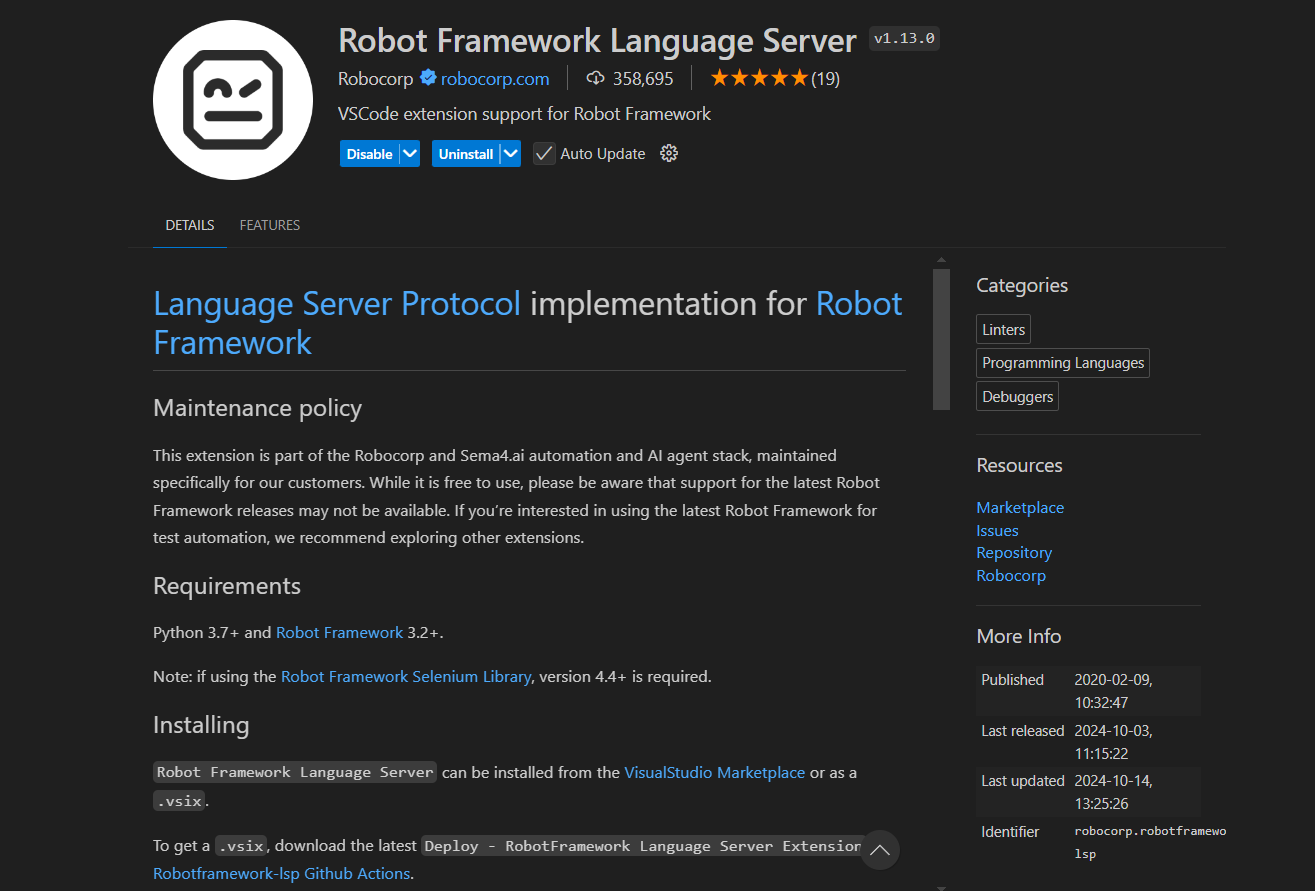 Robot Framework Language Server v1.13.0
Robocorp robocorp.com 358,695 (19)
VSCode extension support for Robot Framework
Disable Uninstall Auto Update
DETAILS FEATURES
Language Server Protocol implementation for Robot
Framework
Maintenance policy
This extension is part of the Robocorp and Sema4.ai automation and AI agent stack, maintained
specifically for our customers. While it is free to use, please be aware that support for the latest Robot
Framework releases may not be available. If you’re interested in using the latest Robot Framework for
test automation, we recommend exploring other extensions.
Requirements
Python 3.7+ and Robot Framework 3.2+.
Note: if using the Robot Framework Selenium Library, version 4.4+ is required.
Installing
Robot Framework Language Server can be installed from the VisualStudio Marketplace or as a
.vsix.
To get a .vsix, download the latest Deploy - RobotFramework Language Server Extension
Robotframework-lsp Github Actions.
Categories
Linters
Programming Languages
Debuggers
Resources
Marketplace
Issues
Repository
Robocorp
More Info
Published 2020-02-09,
10:32:47
Last released 2024-10-03,
11:15:22
Last updated 2024-10-14,
13:25:26
Identifier robocorp.robotframewo
lsp